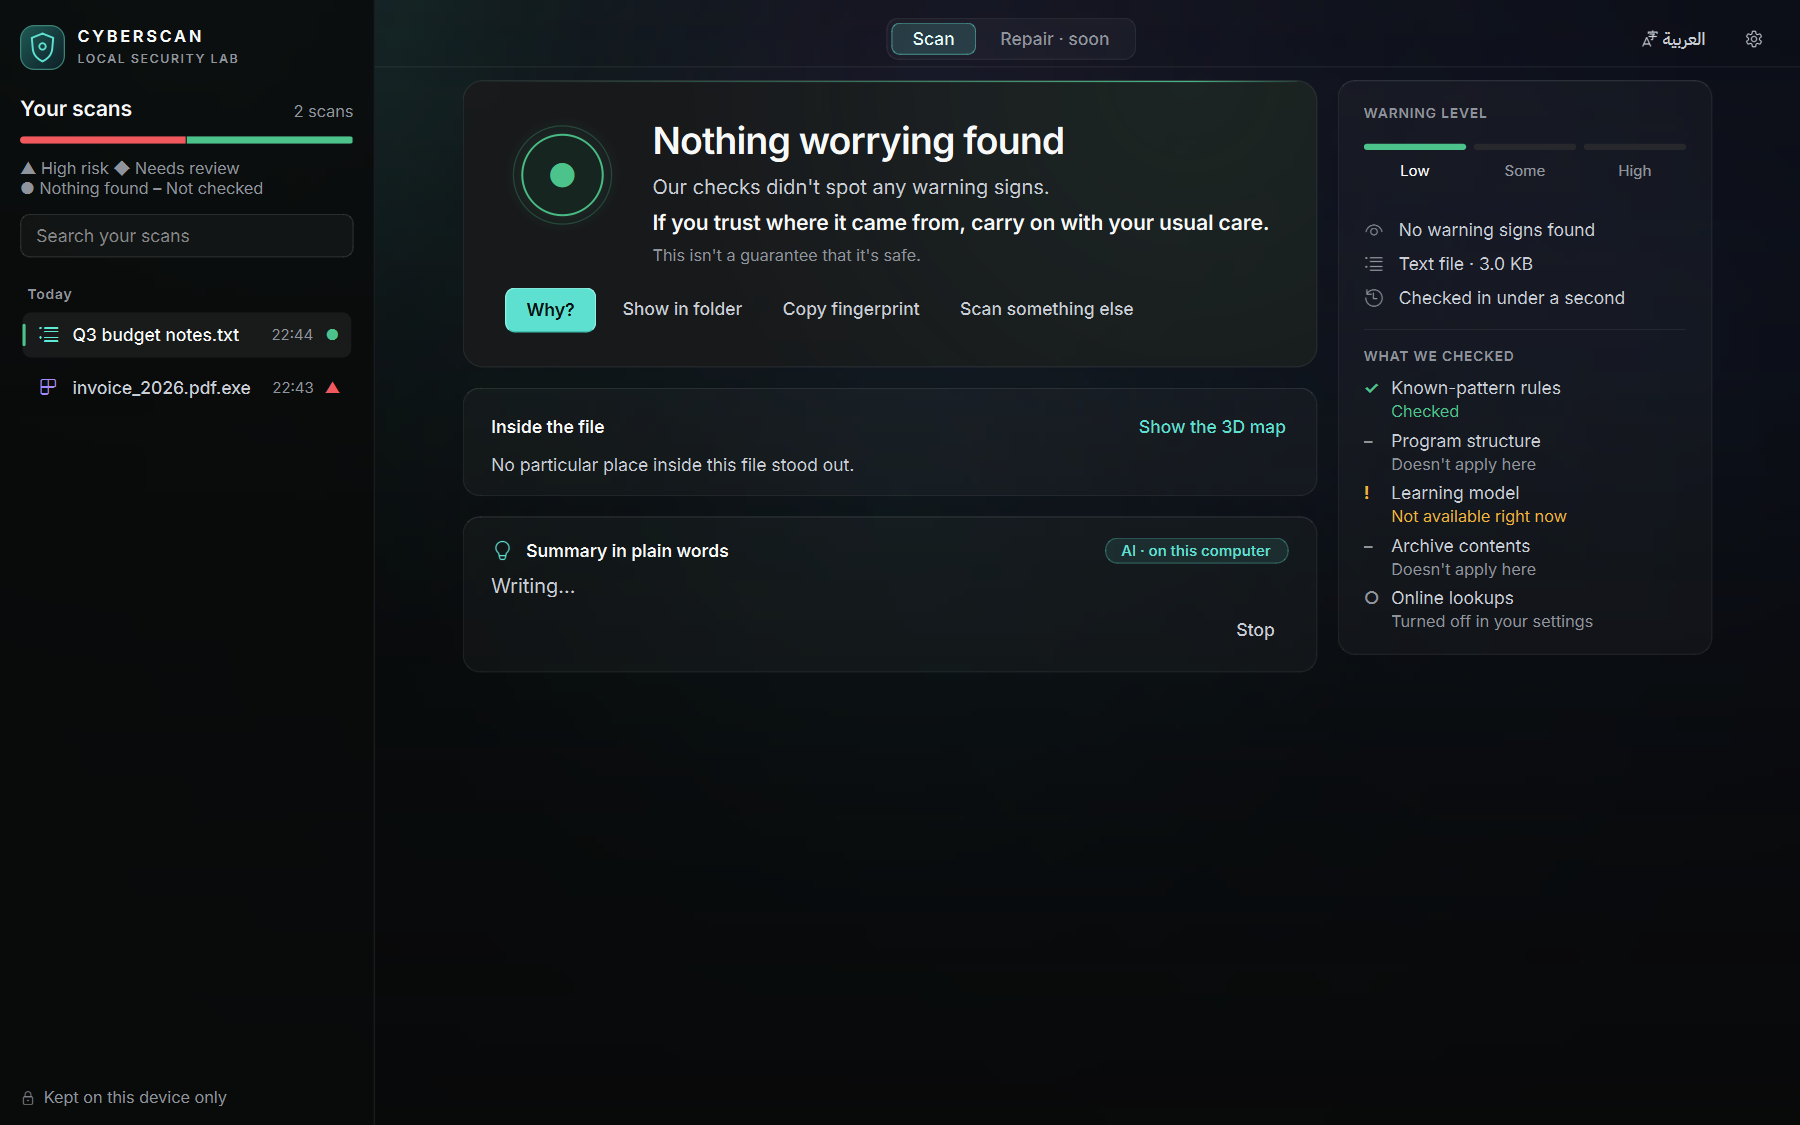 CYBERSCAN
LOCAL SECURITY LAB
Your scans
2 scans
High risk Needs review
Nothing found – Not checked
Search your scans
Today
Q3 budget notes.txt 22:44
invoice_2026.pdf.exe 22:43
Kept on this device only
Scan
Repair · soon
العربية
Nothing worrying found
Our checks didn't spot any warning signs.
If you trust where it came from, carry on with your usual care.
This isn't a guarantee that it's safe.
Why?
Show in folder
Copy fingerprint
Scan something else
Inside the file
Show the 3D map
No particular place inside this file stood out.
Summary in plain words
AI · on this computer
Writing...
Stop
WARNING LEVEL
Low
Some
High
No warning signs found
Text file · 3.0 KB
Checked in under a second
WHAT WE CHECKED
Known-pattern rules
Checked
Program structure
Doesn't apply here
! Learning model
Not available right now
Archive contents
Doesn't apply here
Online lookups
Turned off in your settings